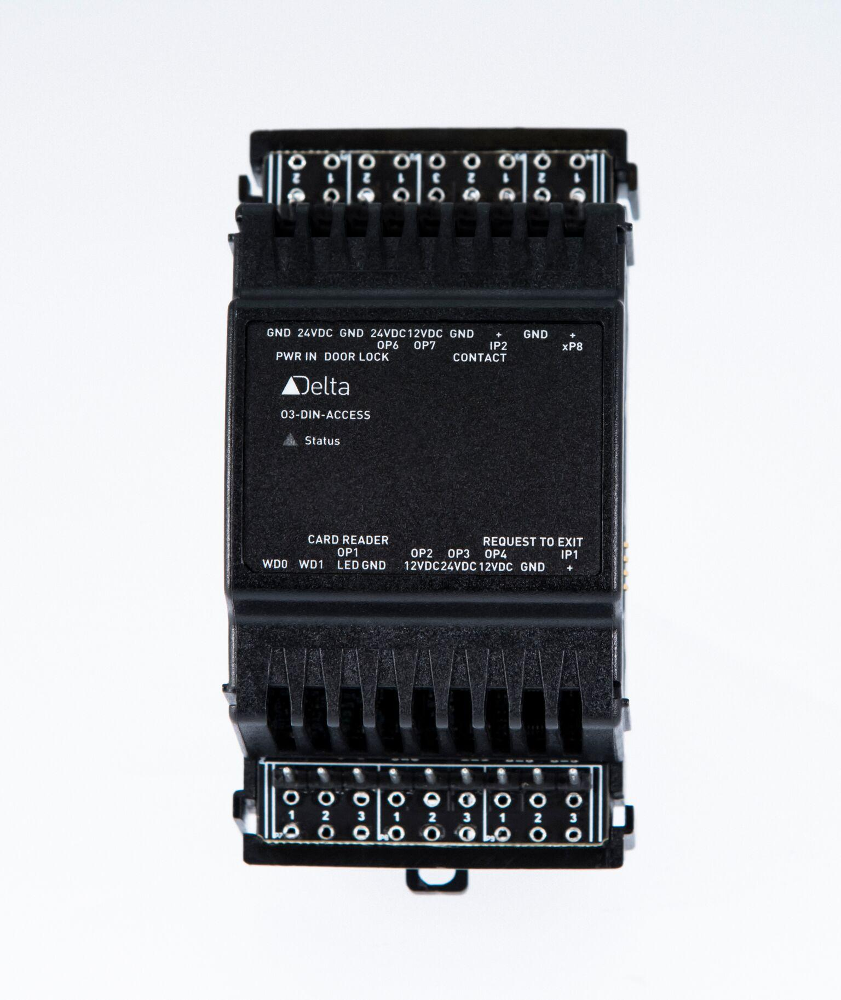 2 1 2 1 3 2 1 2 1
GND 24VDC GND 24VDC 12VDC GND + GND +
OP6 OP7 IP2 xP8
PWR IN DOOR LOCK CONTACT
Delta
O3-DIN-ACCESS
Status
CARD READER REQUEST TO EXIT
OP1 OP2 OP3 OP4 IP1
WD0 WD1 LED GND 12VDC 24VDC 12VDC GND +
1 2 3 1 2 3 1 2 3